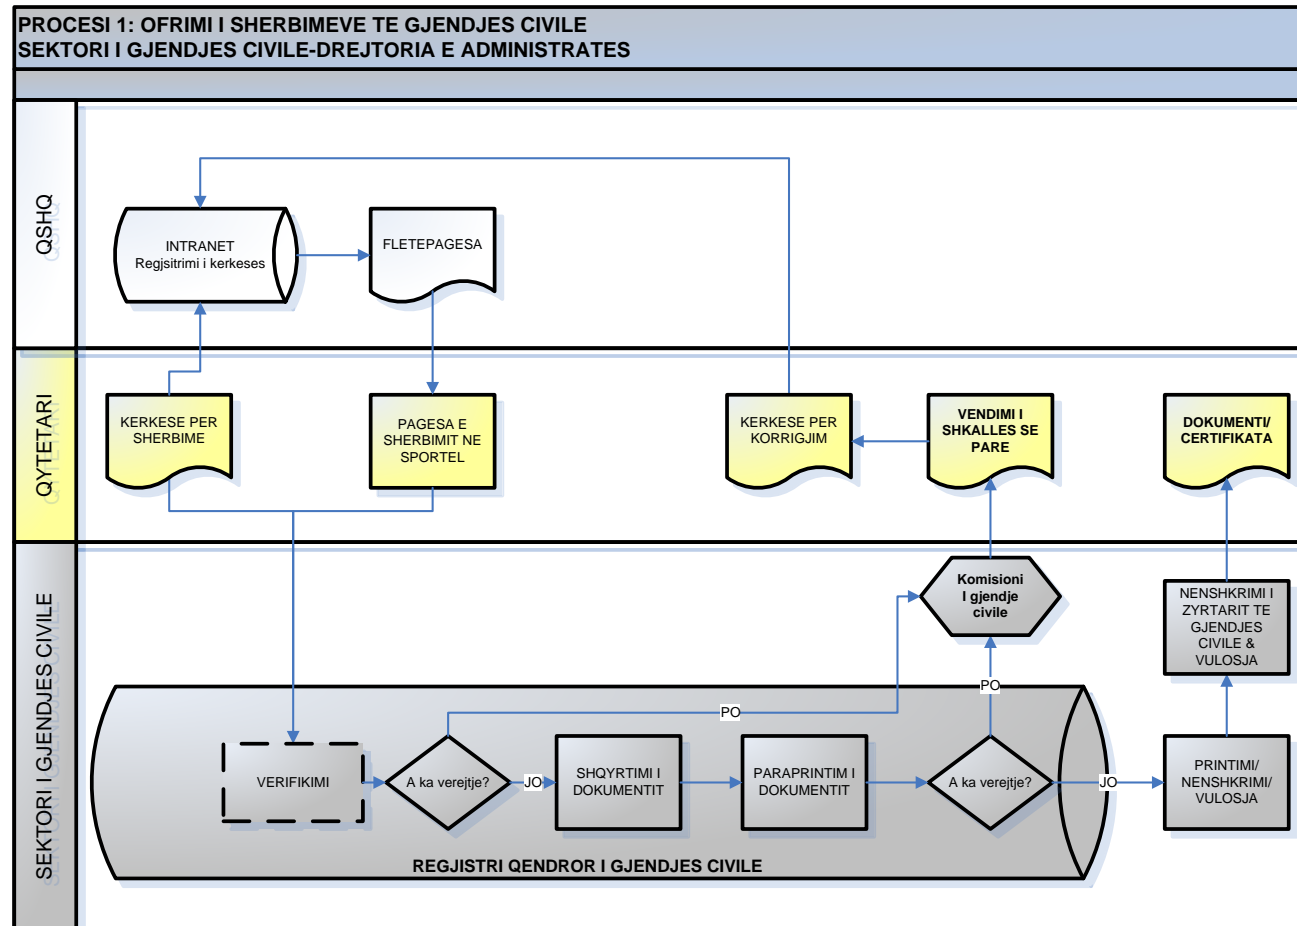 PROCESI 1: OFRIMI I SHERBIMEVE TE GJENDJES CIVILE
SEKTORI I GJENDJES CIVILE-DREJTORIA E ADMINISTRATES
QSHQ
INTRANET
Regjsitrimi i kerkeses
FLETEPAGESA
QYTETARI
KERKESE PER
SHERBIME
PAGESA E
SHERBIMIT NE
SPORTEL
KERKESE PER
KORRIGJIM
VENDIMI I
SHKALLES SE
PARE
DOKUMENTI/
CERTIFIKATA
SEKTORI I GJENDJES CIVILE
Komisioni
I gjendje
civile
NENSHKRIMI I
ZYRTARIT TE
GJENDJES
CIVILE &
VULOSJA
PO
PO
VERIFIKIMI
A ka verejtje?
JO
SHQYRTIMI I
DOKUMENTIT
PARAPRINTIM I
DOKUMENTIT
A ka verejtje?
JO
PRINTIMI/
NENSHKRIMI/
VULOSJA
REGJISTRI QENDROR I GJENDJES CIVILE